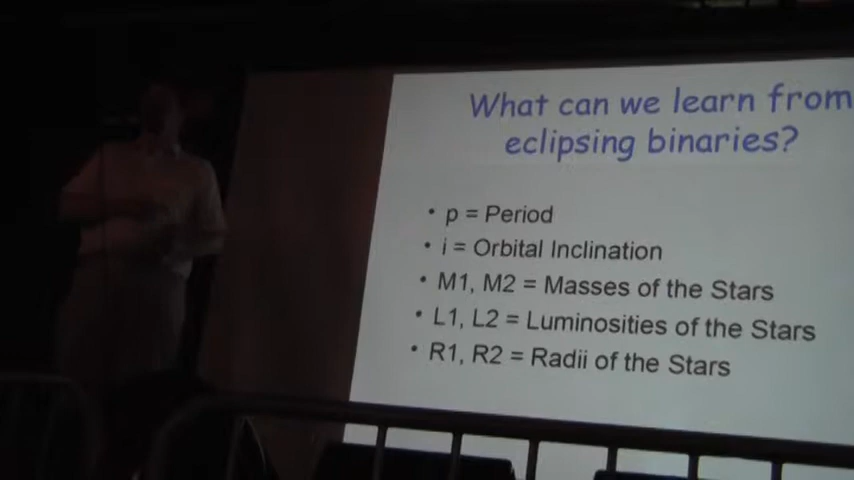 What can we learn from
eclipsing binaries?
• p = Period
• i = Orbital Inclination
• M1, M2 = Masses of the Stars
• L1, L2 = Luminosities of the Stars
• R1, R2 = Radii of the Stars